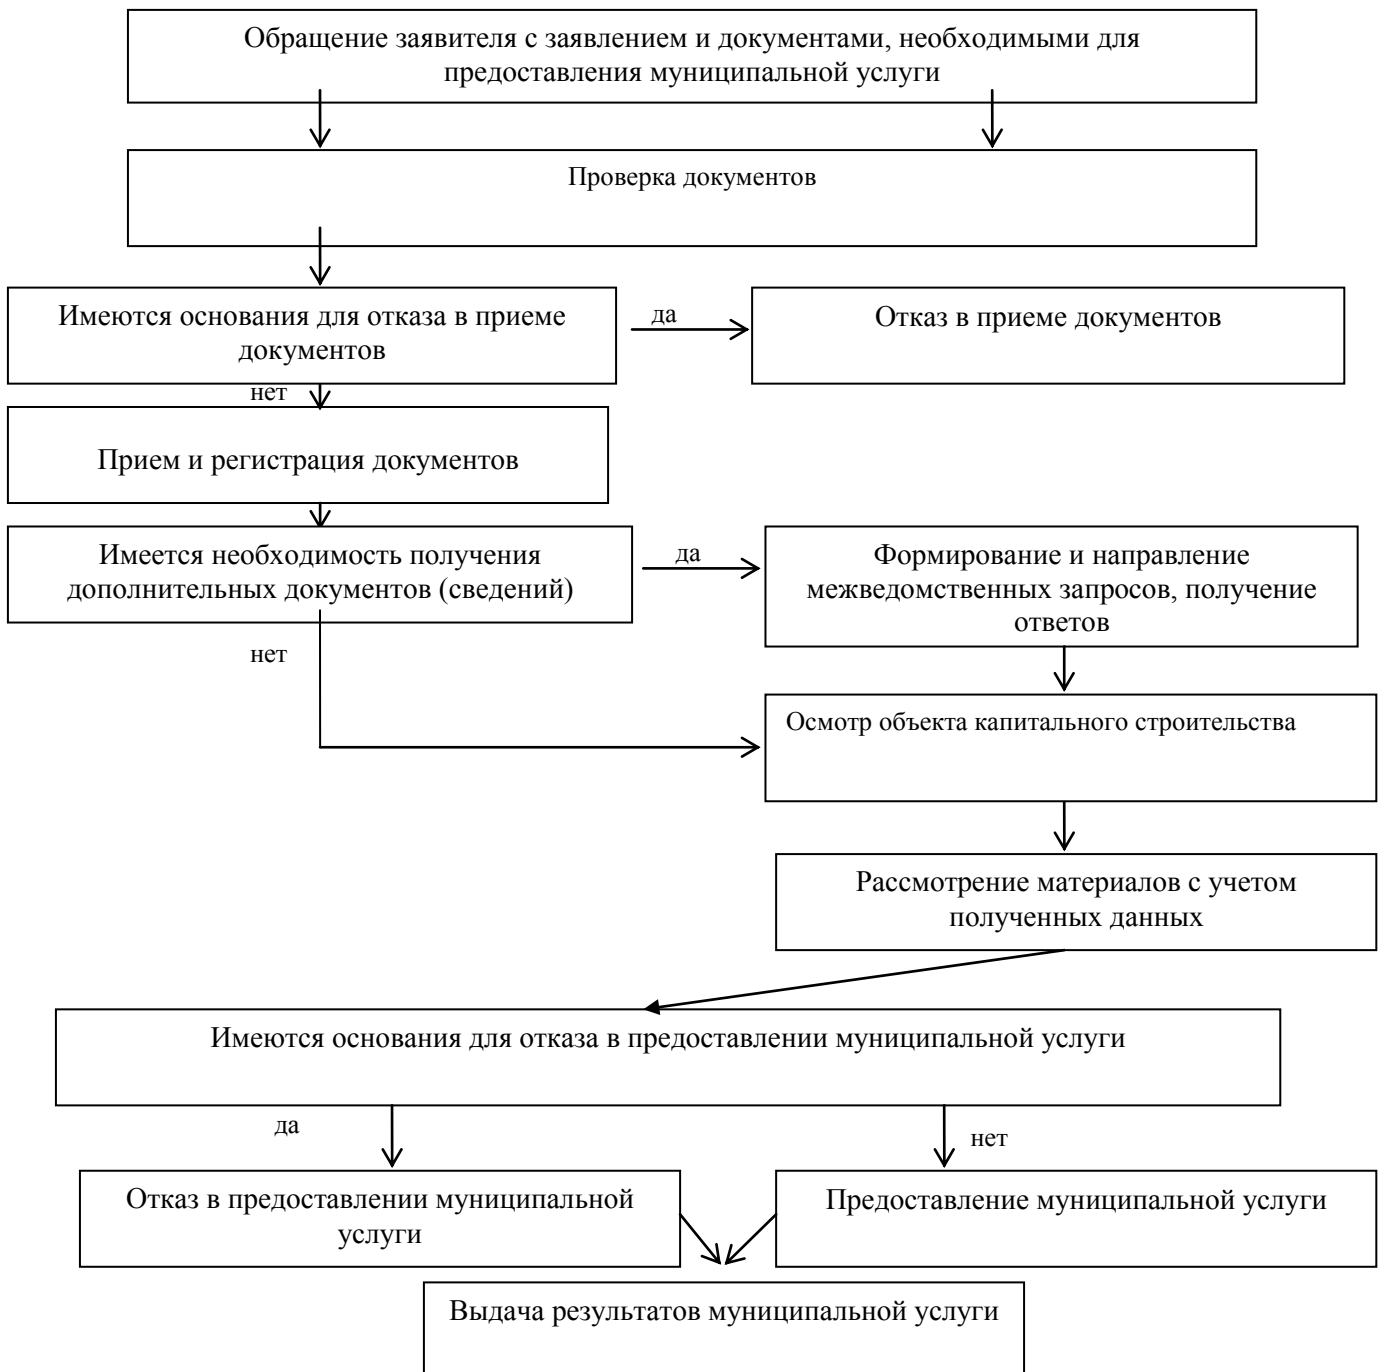 Обращение заявителя с заявлением и документами, необходимыми для
предоставления муниципальной услуги
Проверка документов
Имеются основания для отказа в приеме
документов
да
Отказ в приеме документов
нет
Прием и регистрация документов
Имеется необходимость получения
дополнительных документов (сведений)
да
Формирование и направление
межведомственных запросов, получение
ответов
нет
Осмотр объекта капитального строительства
Рассмотрение материалов с учетом
полученных данных
Имеются основания для отказа в предоставлении муниципальной услуги
да
нет
Отказ в предоставлении муниципальной
услуги
Предоставление муниципальной услуги
Выдача результатов муниципальной услуги